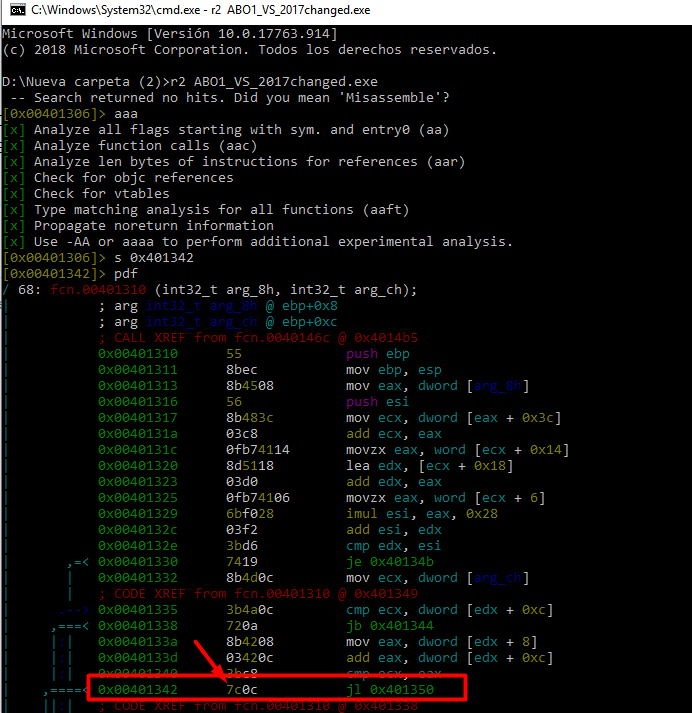 C:\Windows\System32\cmd.exe - r2 ABO1_VS_2017changed.exe
Microsoft Windows [Versión 10.0.17763.914]
(c) 2018 Microsoft Corporation. Todos los derechos reservados.
D:\Nueva carpeta (2)>r2 ABO1_VS_2017changed.exe
 -- Search returned no hits. Did you mean 'Misassemble'?
[0x00401306]> aaa
[x] Analyze all flags starting with sym. and entry0 (aa)
[x] Analyze function calls (aac)
[x] Analyze len bytes of instructions for references (aar)
[x] Check for objc references
[x] Check for vtables
[x] Type matching analysis for all functions (aaft)
[x] Propagate noreturn information
[x] Use -AA or aaaa to perform additional experimental analysis.
[0x00401306]> s 0x401342
[0x00401342]> pdf
/ 68: fcn.00401310 (int32_t arg_8h, int32_t arg_ch);
; arg int32_t arg_8h @ ebp+0x8
; arg int32_t arg_ch @ ebp+0xc
; CALL XREF from fcn.0040146c @ 0x4014b5
0x00401310 55 push ebp
0x00401311 8bec mov ebp, esp
0x00401313 8b4508 mov eax, dword [arg_8h]
0x00401316 56 push esi
0x00401317 8b483c mov ecx, dword [eax + 0x3c]
0x0040131a 03c8 add ecx, eax
0x0040131c 0fb74114 movzx eax, word [ecx + 0x14]
0x00401320 8d5118 lea edx, [ecx + 0x18]
0x00401323 03d0 add edx, eax
0x00401325 0fb74106 movzx eax, word [ecx + 6]
0x00401329 6bf028 imul esi, eax, 0x28
0x0040132c 03f2 add esi, edx
0x0040132e 3bd6 cmp edx, esi
,=< 0x00401330 7419 je 0x40134b
| 0x00401332 8b4d0c mov ecx, dword [arg_ch]
| ; CODE XREF from fcn.00401310 @ 0x401349
.--> 0x00401335 3b4a0c cmp ecx, dword [edx + 0xc]
,===< 0x00401338 720a jb 0x401344
|:| 0x0040133a 8b4208 mov eax, dword [edx + 8]
|:| 0x0040133d 03420c add eax, dword [edx + 0xc]
|:| 0x00401340 3bc8 cmp ecx, eax
,====< 0x00401342 7c0c jl 0x401350
||:| ; CODE XREF from fcn.00401310 @ 0x401338